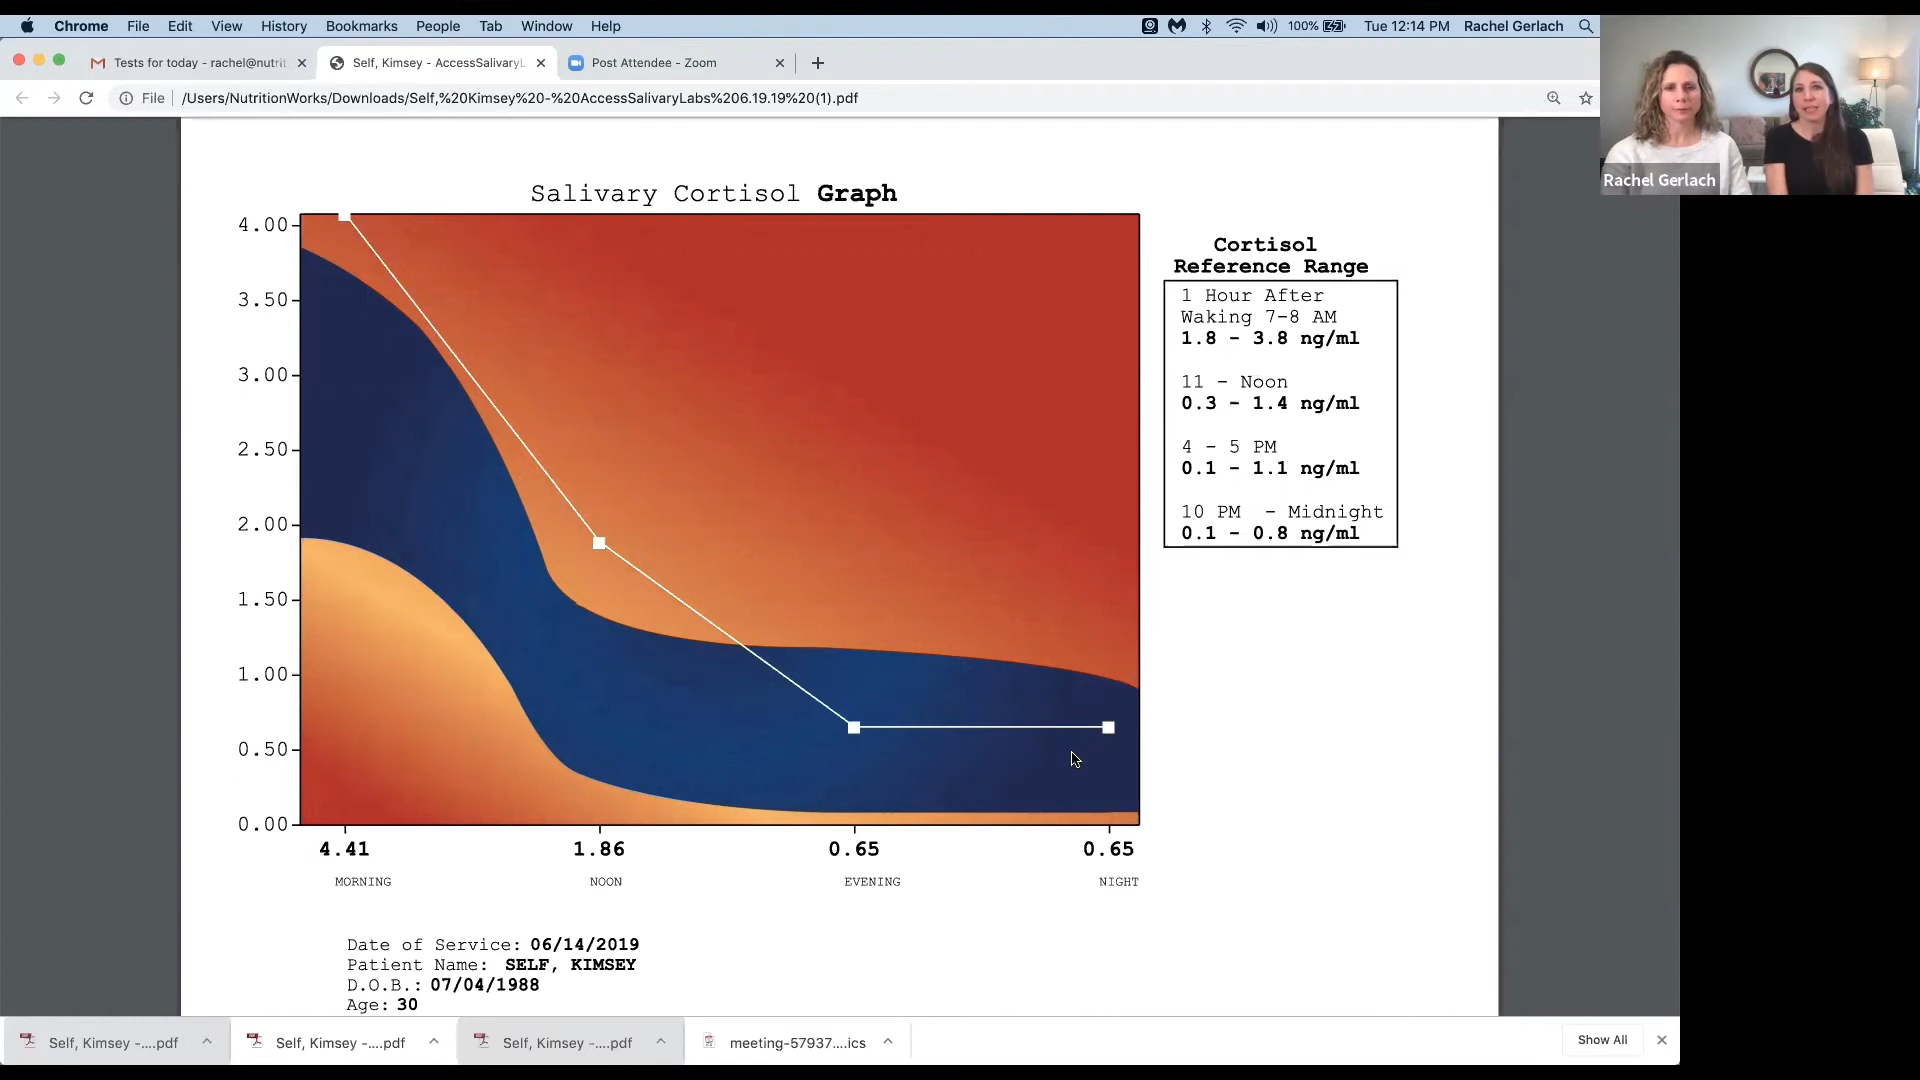 Chrome File Edit View History Bookmarks People Tab Window Help 100% Tue 12:14 PM Rachel Gerlach
Tests for today - rachel@nutrit
Self, Kimsey - AccessSalivaryL
Post Attendee - Zoom
File /Users/NutritionWorks/Downloads/Self,%20Kimsey%20-%20AccessSalivaryLabs%206.19.19%20(1).pdf
Rachel Gerlach
Salivary Cortisol Graph
4.00
3.50
3.00
2.50
2.00
1.50
1.00
0.50
0.00
4.41 1.86 0.65 0.65
MORNING NOON EVENING NIGHT
Cortisol
Reference Range
1 Hour After
Waking 7-8 AM
1.8 - 3.8 ng/ml
11 - Noon
0.3 - 1.4 ng/ml
4 - 5 PM
0.1 - 1.1 ng/ml
10 PM - Midnight
0.1 - 0.8 ng/ml
Date of Service: 06/14/2019
Patient Name: SELF, KIMSEY
D.O.B.: 07/04/1988
Age: 30
Self, Kimsey -....pdf
Self, Kimsey -....pdf
Self, Kimsey -....pdf
meeting-57937....ics
Show All